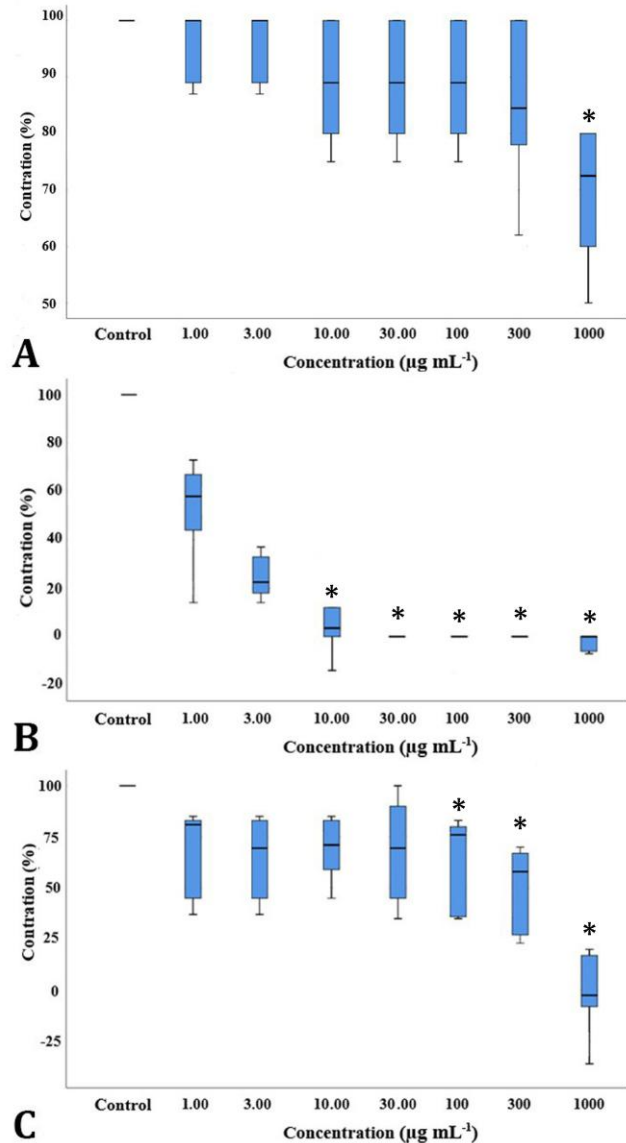 100
90
80
70
60
50
Contration (%)
*
Control 1.00 3.00 10.00 30.00 100 300 1000
Concentration (µg mL⁻¹)
A
100
80
60
40
20
0
-20
Contration (%)
* * * * *
Control 1.00 3.00 10.00 30.00 100 300 1000
Concentration (µg mL⁻¹)
B
100
75
50
25
0
-25
Contration (%)
* * *
Control 1.00 3.00 10.00 30.00 100 300 1000
Concentration (µg mL⁻¹)
C